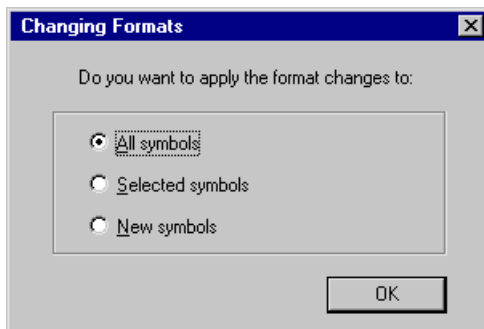 Changing Formats
Do you want to apply the format changes to:
All symbols
Selected symbols
New symbols
OK